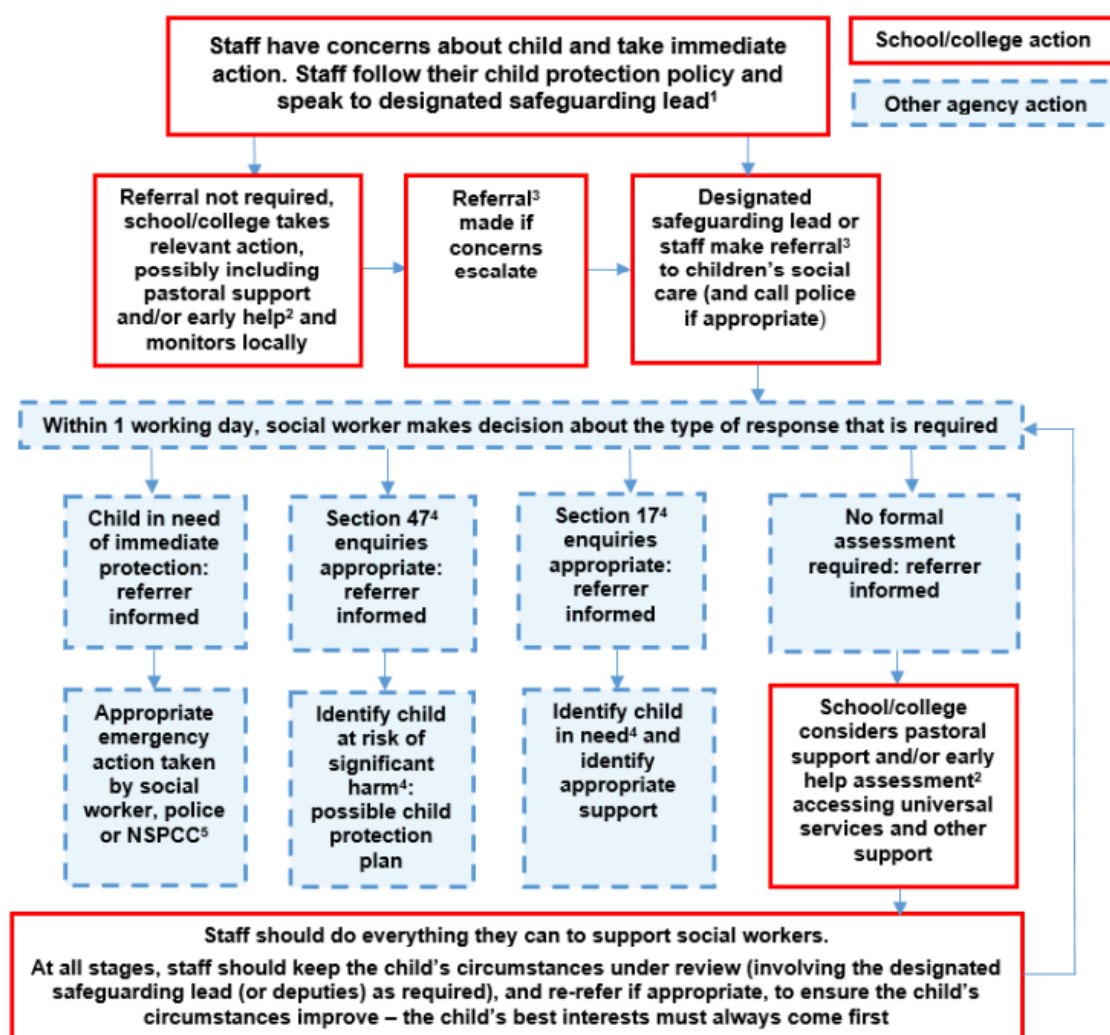 Staff have concerns about child and take immediate
action. Staff follow their child protection policy and
speak to designated safeguarding lead¹
School/college action
Other agency action
Referral not required,
school/college takes
relevant action,
possibly including
pastoral support
and/or early help² and
monitors locally
Referral³
made if
concerns
escalate
Designated
safeguarding lead or
staff make referral³
to children's social
care (and call police
if appropriate)
Within 1 working day, social worker makes decision about the type of response that is required
Child in need
of immediate
protection:
referrer
informed
Section 47⁴
enquiries
appropriate:
referrer
informed
Section 17⁴
enquiries
appropriate:
referrer
informed
No formal
assessment
required: referrer
informed
Appropriate
emergency
action taken
by social
worker, police
or NSPCC⁵
Identify child
at risk of
significant
harm⁴:
possible child
protection
plan
Identify child
in need⁴ and
identify
appropriate
support
School/college
considers pastoral
support and/or early
help assessment²
accessing universal
services and other
support
Staff should do everything they can to support social workers.
At all stages, staff should keep the child's circumstances under review (involving the designated
safeguarding lead (or deputies) as required), and re-refer if appropriate, to ensure the child's
circumstances improve – the child's best interests must always come first